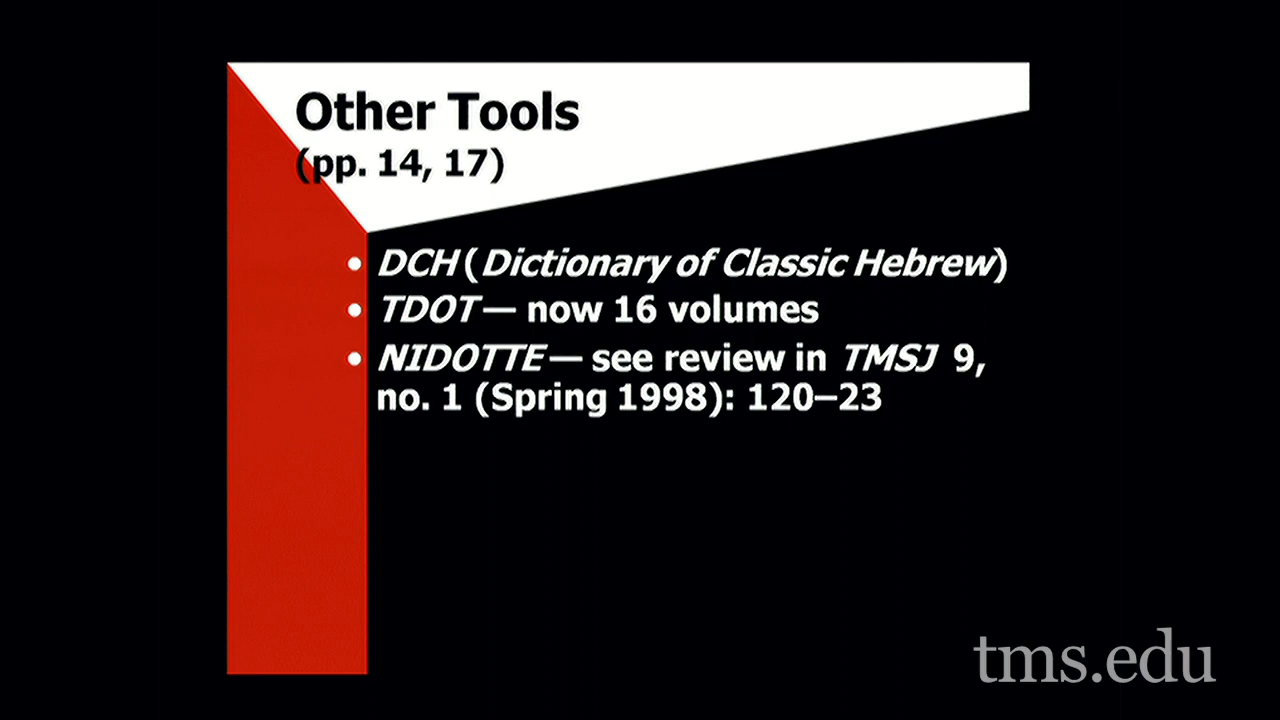 Other Tools
(pp. 14, 17)
• DCH (Dictionary of Classic Hebrew)
• TDOT — now 16 volumes
• NIDOTTE — see review in TMSJ 9,
no. 1 (Spring 1998): 120–23
tms.edu